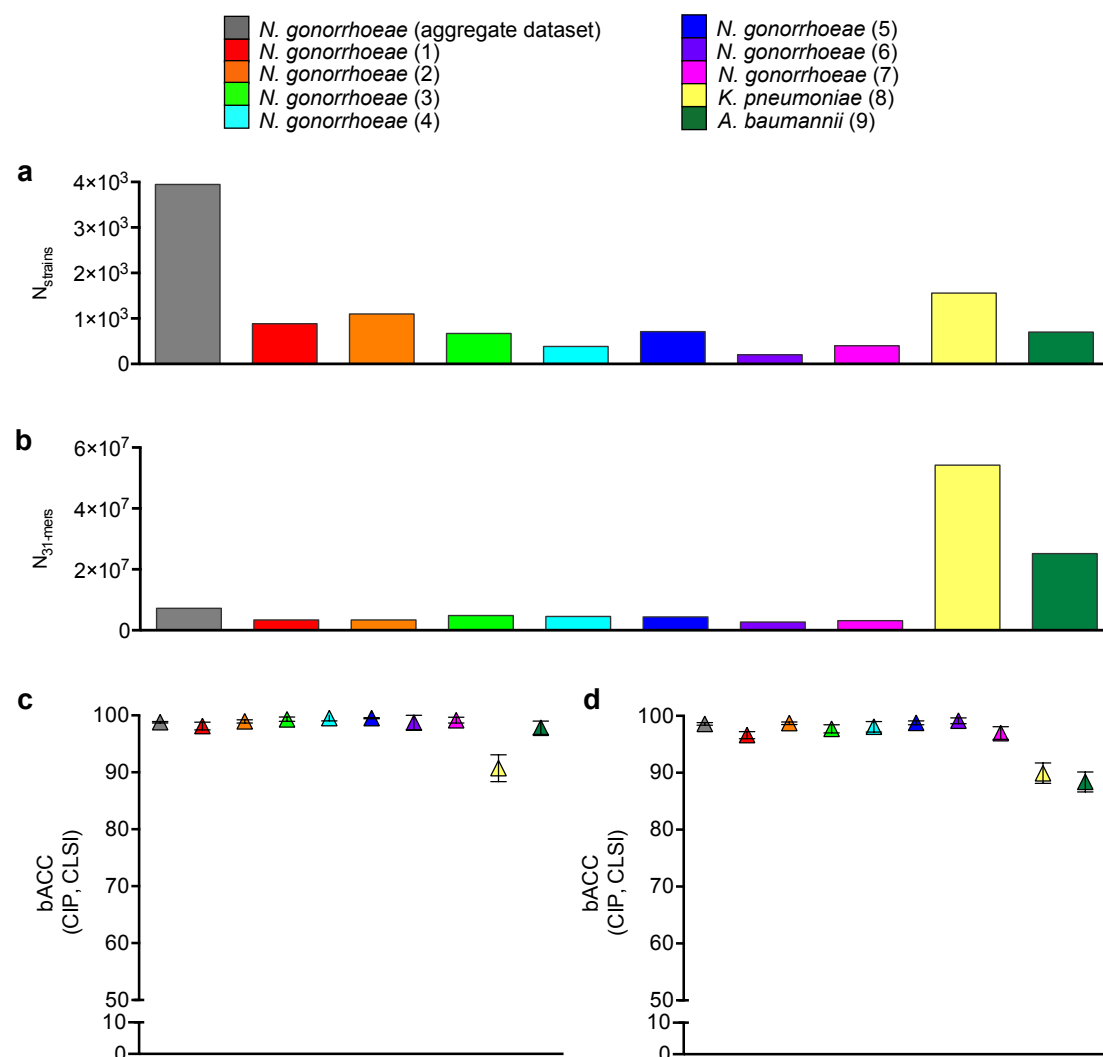 N. gonorrhoeae (aggregate dataset)
N. gonorrhoeae (1)
N. gonorrhoeae (2)
N. gonorrhoeae (3)
N. gonorrhoeae (4)
N. gonorrhoeae (5)
N. gonorrhoeae (6)
N. gonorrhoeae (7)
K. pneumoniae (8)
A. baumannii (9)
a
4×10³
3×10³
2×10³
1×10³
0
Nstrains
b
6×10⁷
4×10⁷
2×10⁷
0
N31-mers
c
100
90
80
70
60
50
10
0
bACC
(CIP, CLSI)
d
100
90
80
70
60
50
10
0
bACC
(CIP, CLSI)